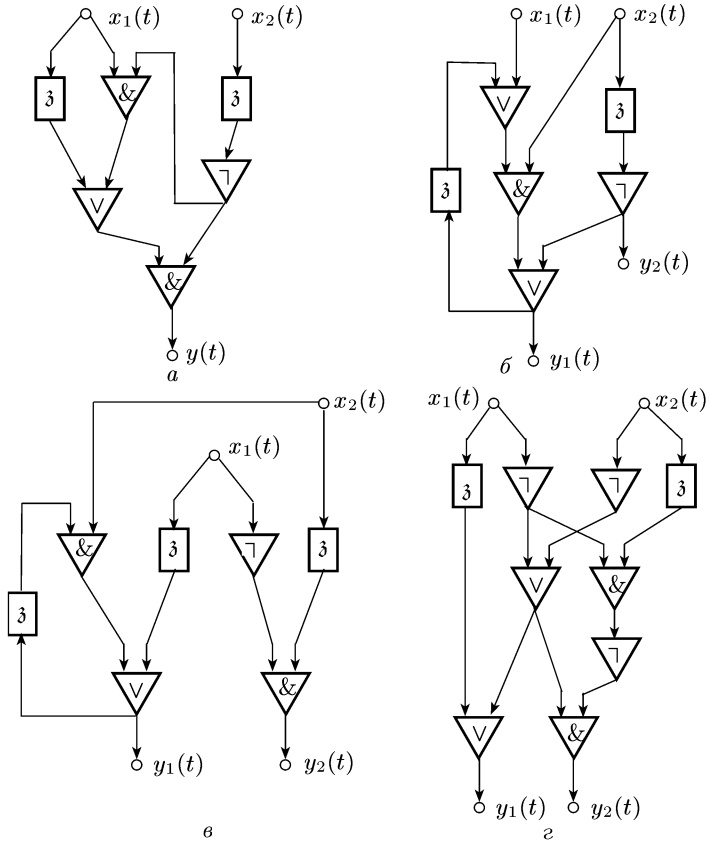 x₁(t) x₂(t) x₁(t) x₂(t)
з & з ∨ з
∨ ¬ з & ¬
& ∨ y₂(t)
y(t) y₁(t)
а б
x₂(t) x₁(t) x₂(t)
x₁(t)
& з ¬ з з ¬ ¬ з
з ∨ &
¬
∨ & ∨ &
y₁(t) y₂(t) y₁(t) y₂(t)
в г